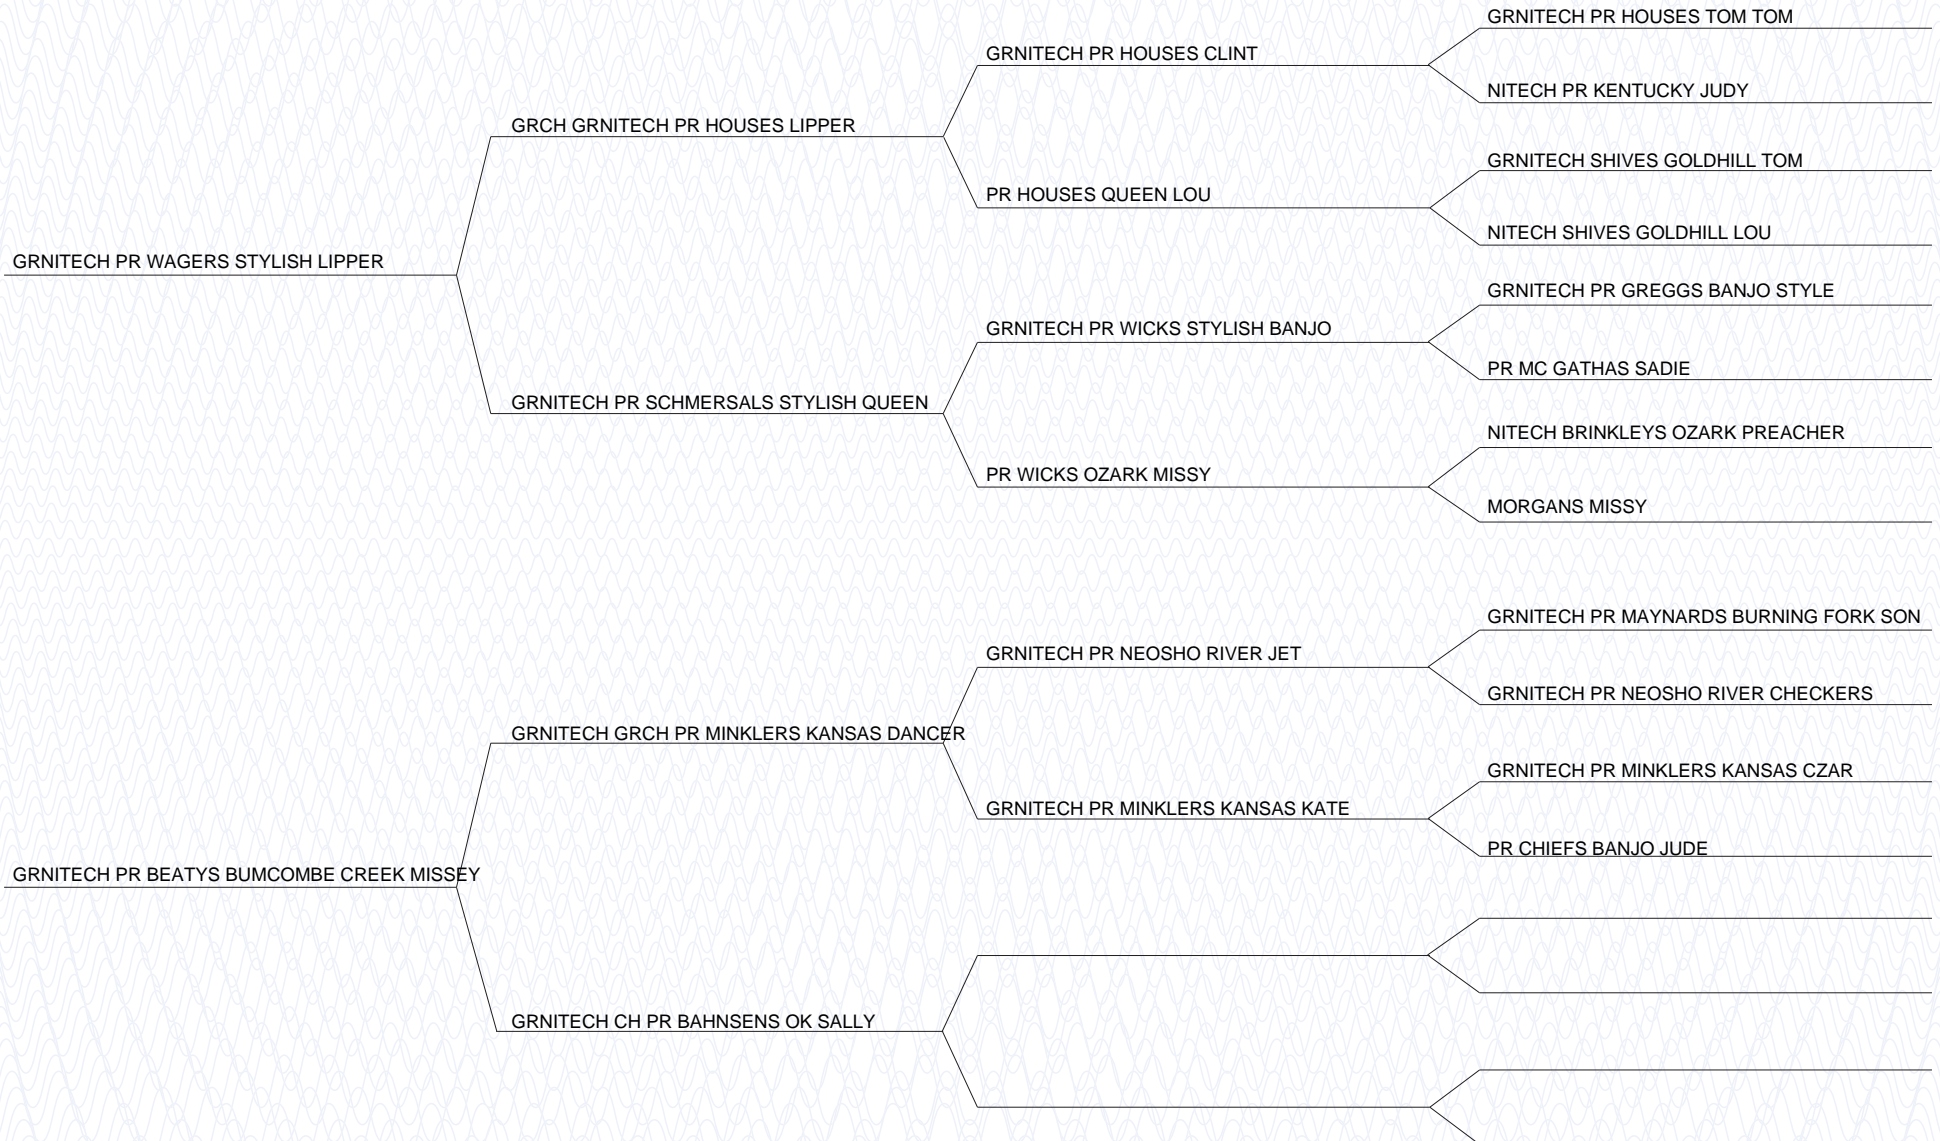 GRNITECH PR HOUSES TOM TOM
GRNITECH PR HOUSES CLINT
NITECH PR KENTUCKY JUDY
GRCH GRNITECH PR HOUSES LIPPER
GRNITECH SHIVES GOLDHILL TOM
PR HOUSES QUEEN LOU
NITECH SHIVES GOLDHILL LOU
GRNITECH PR WAGERS STYLISH LIPPER
GRNITECH PR GREGGS BANJO STYLE
GRNITECH PR WICKS STYLISH BANJO
PR MC GATHAS SADIE
GRNITECH PR SCHMERSALS STYLISH QUEEN
NITECH BRINKLEYS OZARK PREACHER
PR WICKS OZARK MISSY
MORGANS MISSY
GRNITECH PR MAYNARDS BURNING FORK SON
GRNITECH PR NEOSHO RIVER JET
GRNITECH PR NEOSHO RIVER CHECKERS
GRNITECH GRCH PR MINKLERS KANSAS DANCER
GRNITECH PR MINKLERS KANSAS CZAR
GRNITECH PR MINKLERS KANSAS KATE
PR CHIEFS BANJO JUDE
GRNITECH PR BEATYS BUMCOMBE CREEK MISSEY
GRNITECH CH PR BAHNSENS OK SALLY